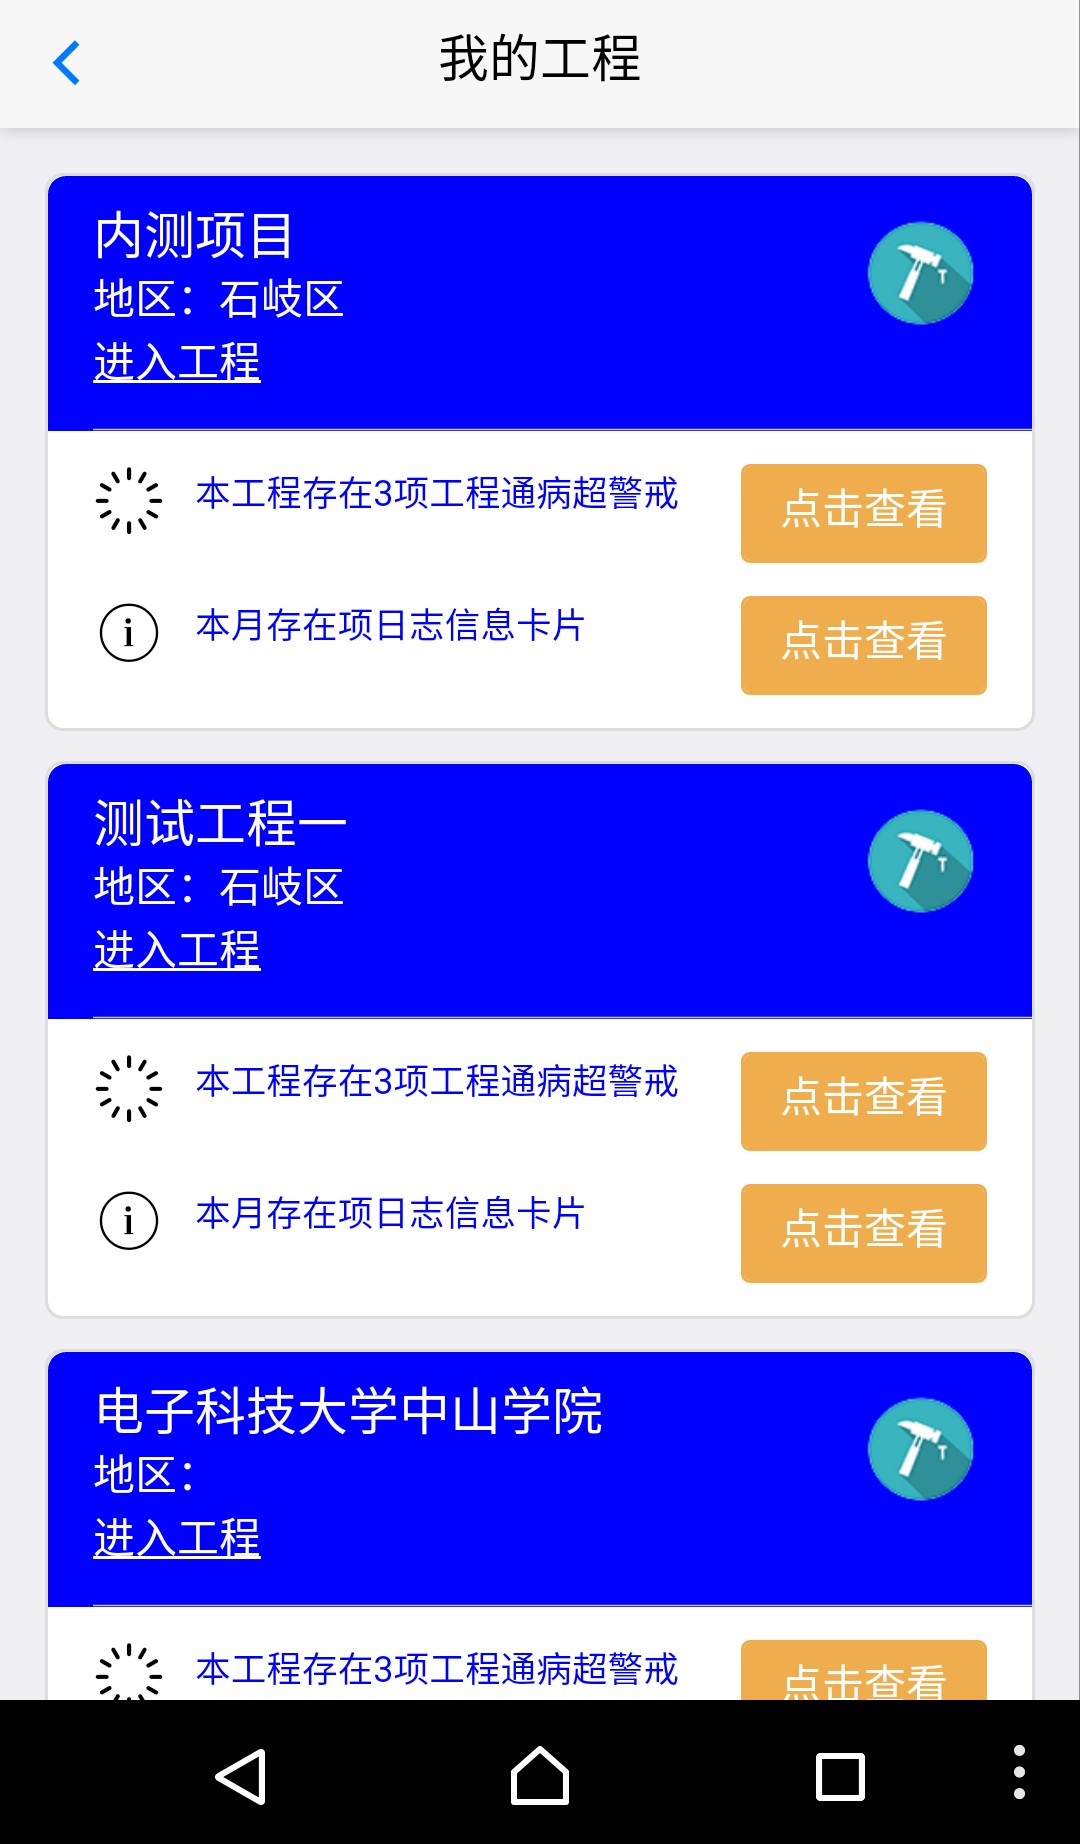 我的工程
内测项目
地区：石岐区
进入工程
本工程存在3项工程通病超警戒
点击查看
本月存在项日志信息卡片
点击查看
测试工程一
地区：石岐区
进入工程
本工程存在3项工程通病超警戒
点击查看
本月存在项日志信息卡片
点击查看
电子科技大学中山学院
地区：
进入工程
本工程存在3项工程通病超警戒
点击查看